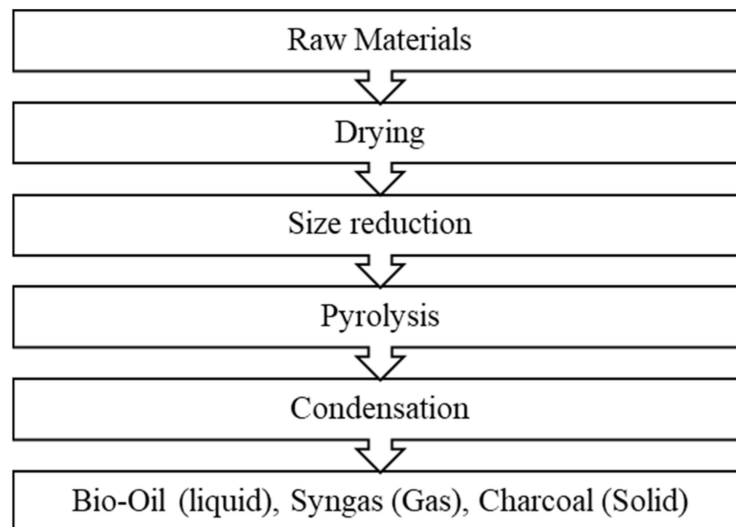 Raw Materials
Drying
Size reduction
Pyrolysis
Condensation
Bio-Oil (liquid), Syngas (Gas), Charcoal (Solid)